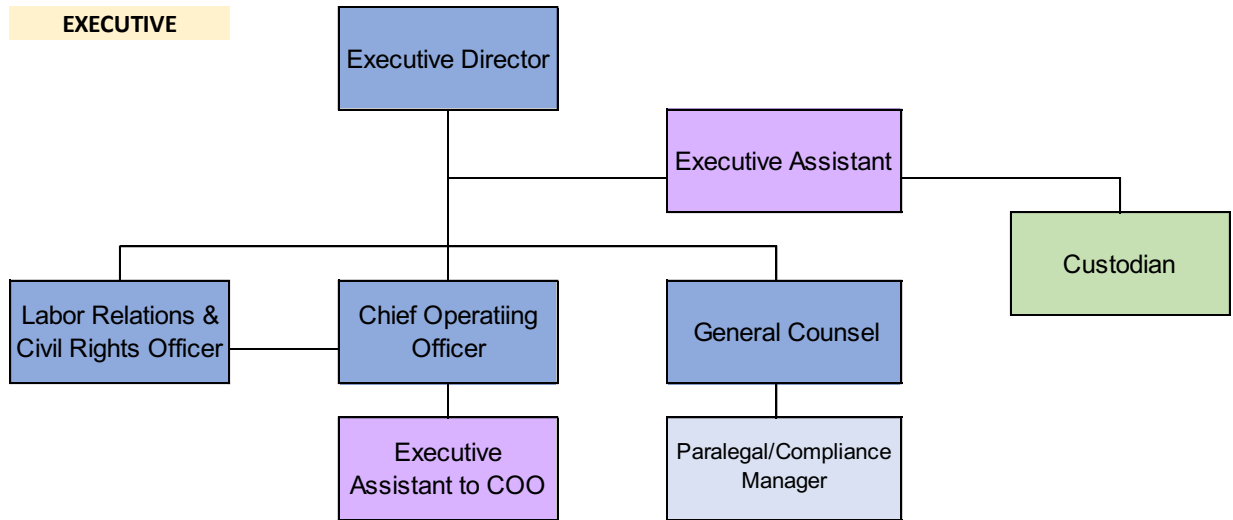 EXECUTIVE
Executive Director
Executive Assistant
Custodian
Labor Relations &
Civil Rights Officer
Chief Operatiing
Officer
General Counsel
Executive
Assistant to COO
Paralegal/Compliance
Manager